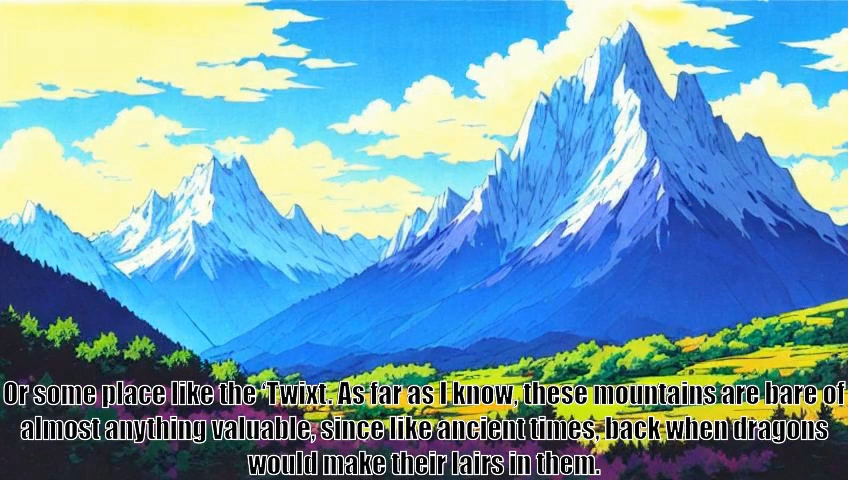 Or some place like the ‘Twixt. As far as I know, these mountains are bare of
almost anything valuable, since like ancient times, back when dragons
would make their lairs in them.